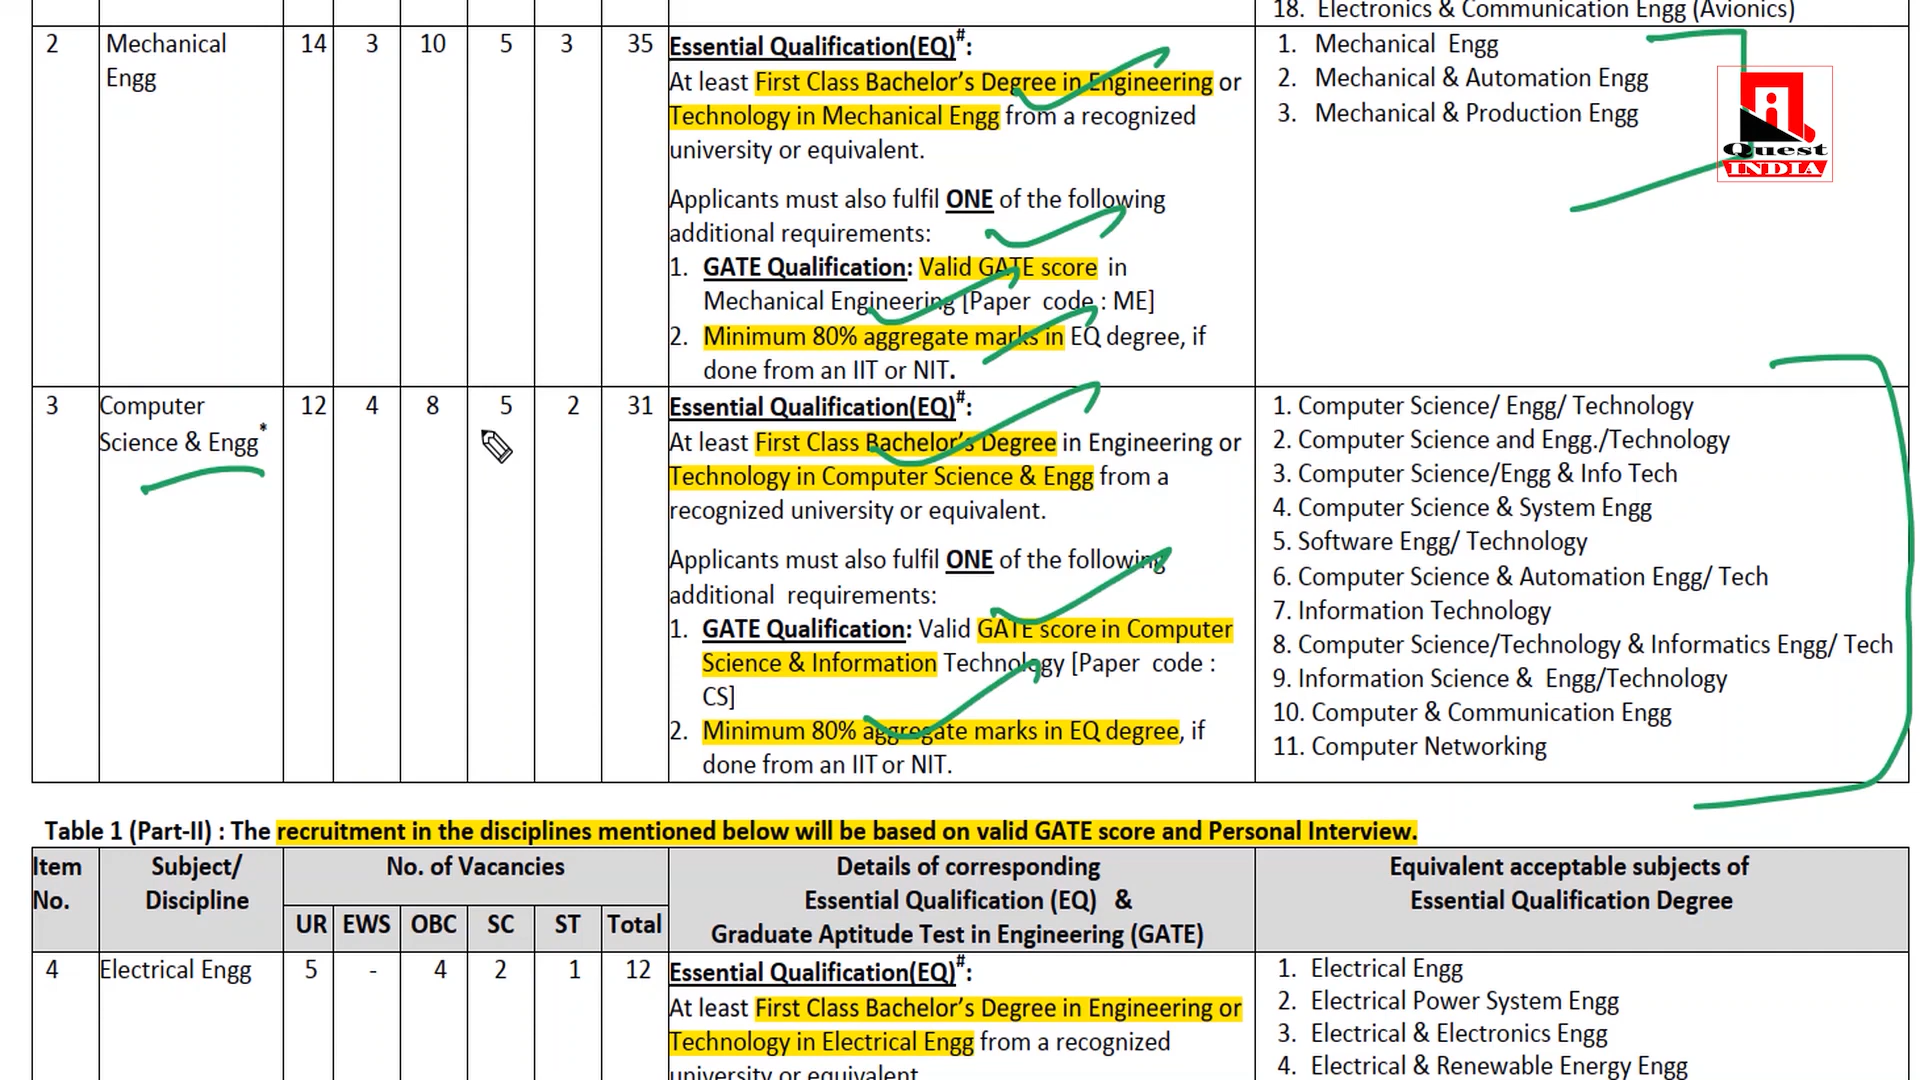 18. Electronics & Communication Engg (Avionics)
2 Mechanical Engg 14 3 10 5 3 35
Essential Qualification(EQ)#:
At least First Class Bachelor's Degree in Engineering or
Technology in Mechanical Engg from a recognized
university or equivalent.
Applicants must also fulfil ONE of the following
additional requirements:
1. GATE Qualification: Valid GATE score in
Mechanical Engineering [Paper code : ME]
2. Minimum 80% aggregate marks in EQ degree, if
done from an IIT or NIT.
1. Mechanical Engg
2. Mechanical & Automation Engg
3. Mechanical & Production Engg
iQ
Quest
INDIA
3 Computer Science & Engg* 12 4 8 5 2 31
Essential Qualification(EQ)#:
At least First Class Bachelor's Degree in Engineering or
Technology in Computer Science & Engg from a
recognized university or equivalent.
Applicants must also fulfil ONE of the following
additional requirements:
1. GATE Qualification: Valid GATE score in Computer
Science & Information Technology [Paper code :
CS]
2. Minimum 80% aggregate marks in EQ degree, if
done from an IIT or NIT.
1. Computer Science/ Engg/ Technology
2. Computer Science and Engg./Technology
3. Computer Science/Engg & Info Tech
4. Computer Science & System Engg
5. Software Engg/ Technology
6. Computer Science & Automation Engg/ Tech
7. Information Technology
8. Computer Science/Technology & Informatics Engg/ Tech
9. Information Science & Engg/Technology
10. Computer & Communication Engg
11. Computer Networking
Table 1 (Part-II) : The recruitment in the disciplines mentioned below will be based on valid GATE score and Personal Interview.
Item No.
Subject/ Discipline
No. of Vacancies
UR EWS OBC SC ST Total
Details of corresponding
Essential Qualification (EQ) &
Graduate Aptitude Test in Engineering (GATE)
Equivalent acceptable subjects of
Essential Qualification Degree
4 Electrical Engg 5 - 4 2 1 12
Essential Qualification(EQ)#:
At least First Class Bachelor's Degree in Engineering or
Technology in Electrical Engg from a recognized
university or equivalent
1. Electrical Engg
2. Electrical Power System Engg
3. Electrical & Electronics Engg
4. Electrical & Renewable Energy Engg